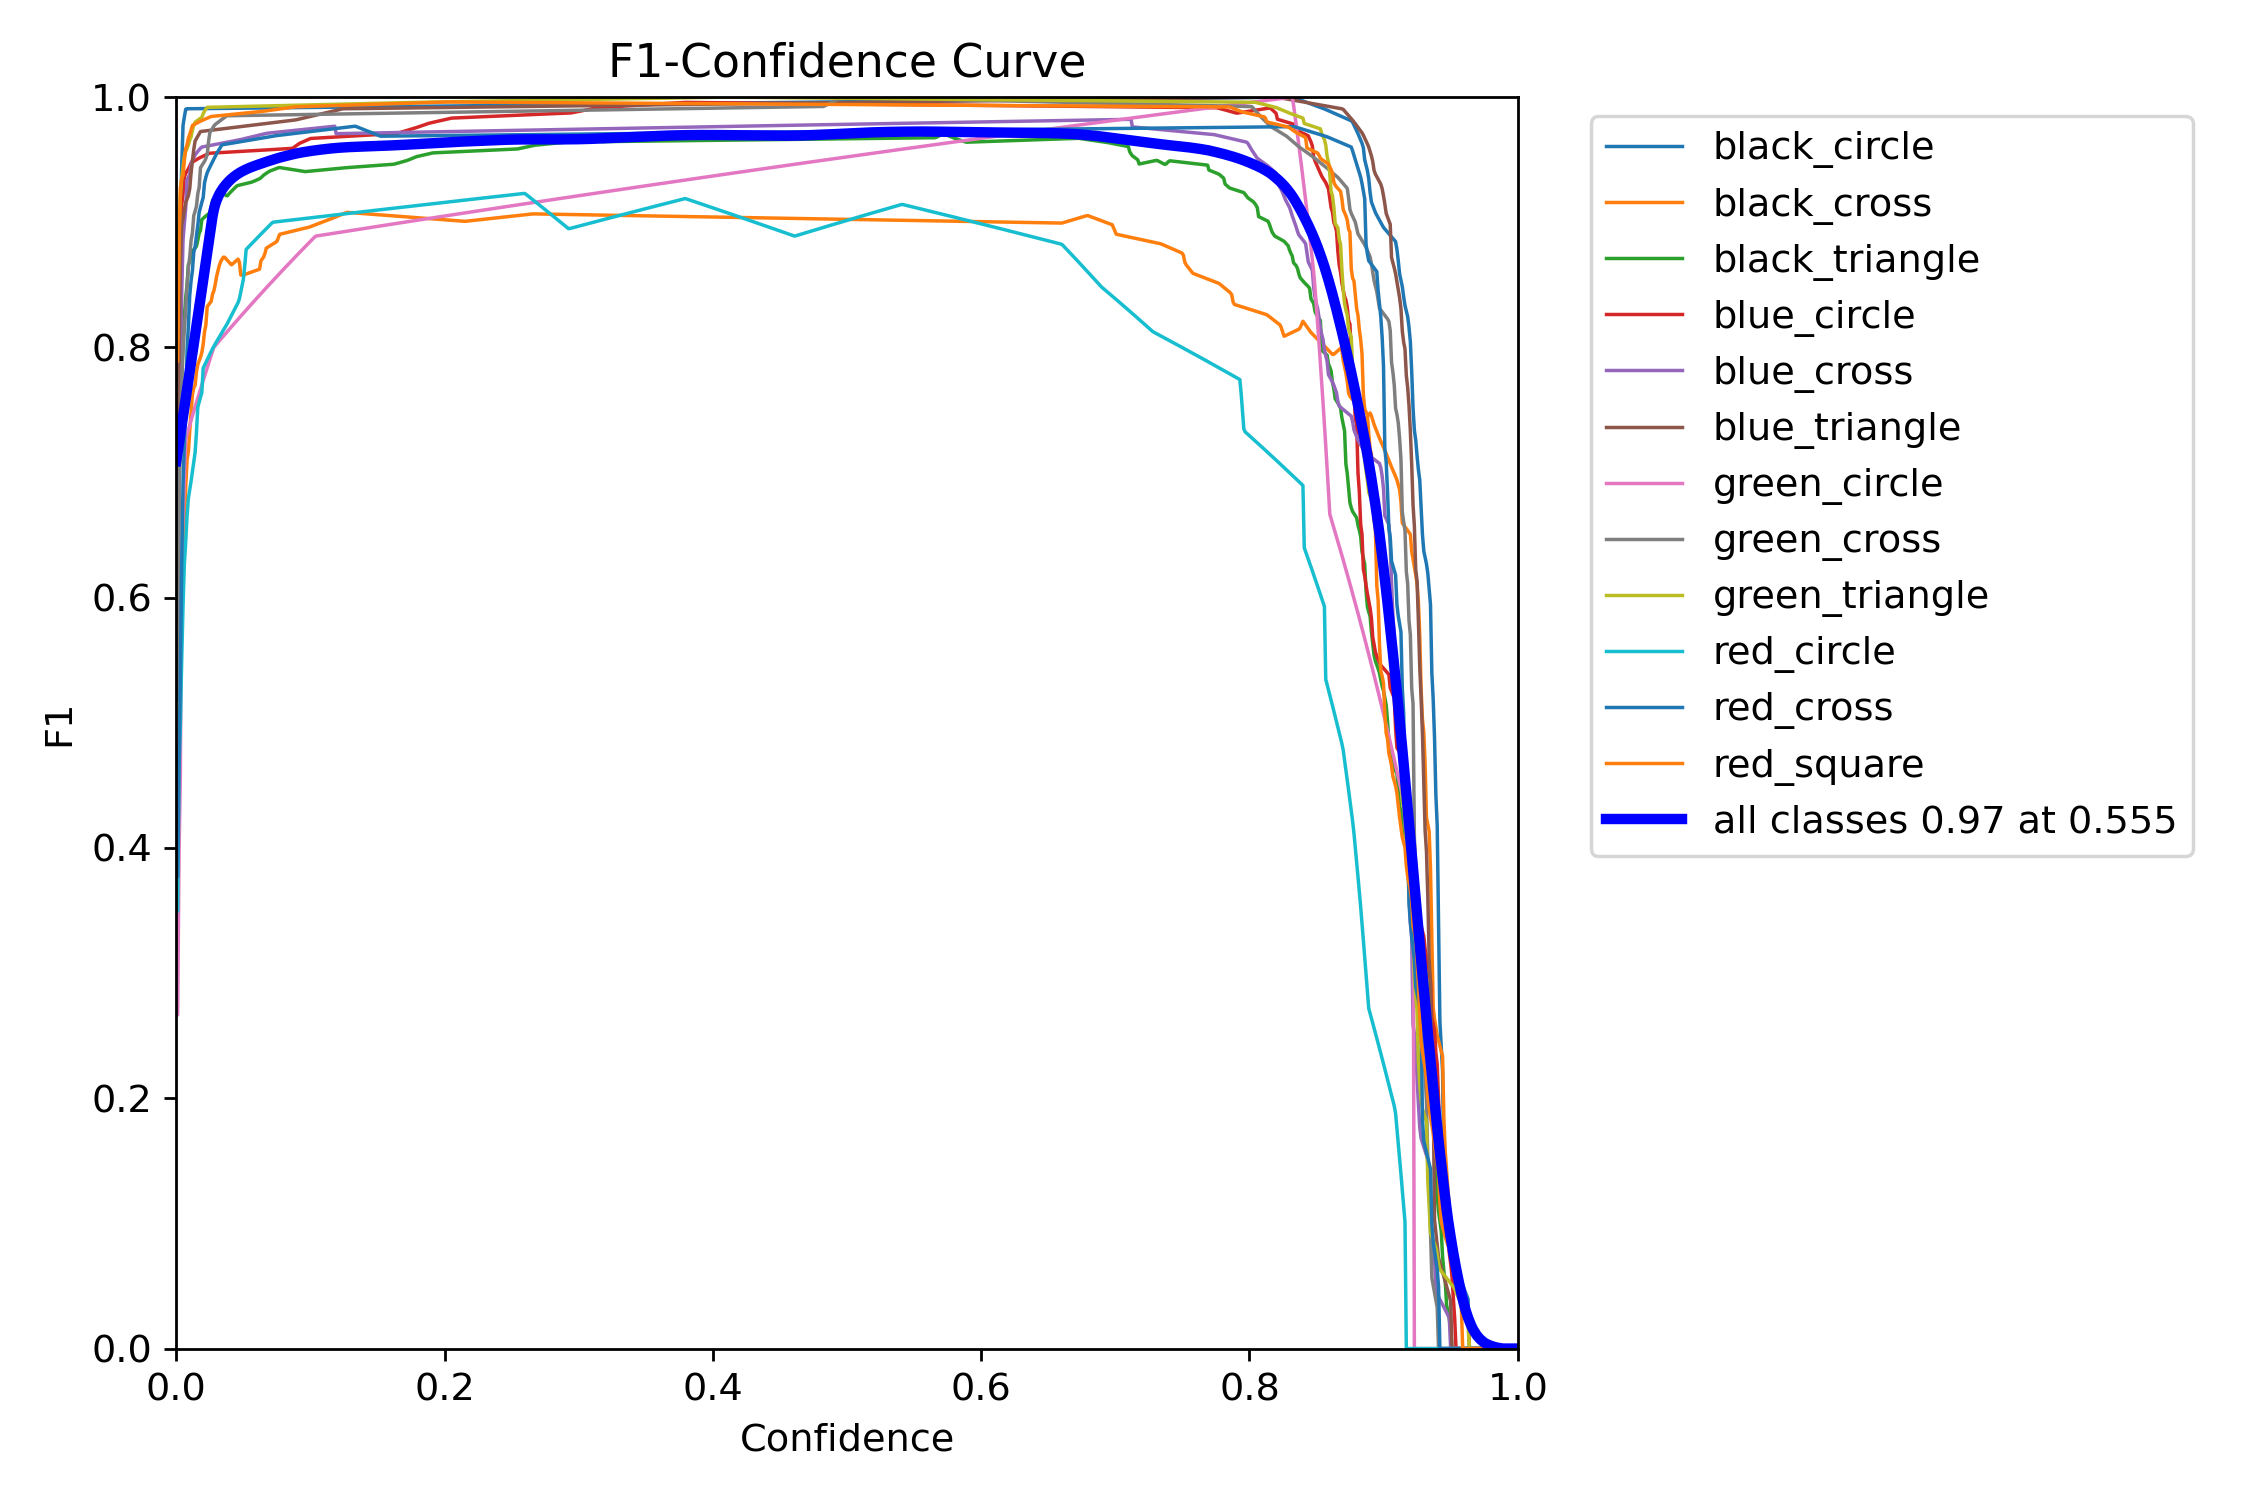 F1-Confidence Curve
1.0
0.8
0.6
0.4
0.2
0.0
F1
0.0 0.2 0.4 0.6 0.8 1.0
Confidence
black_circle
black_cross
black_triangle
blue_circle
blue_cross
blue_triangle
green_circle
green_cross
green_triangle
red_circle
red_cross
red_square
all classes 0.97 at 0.555